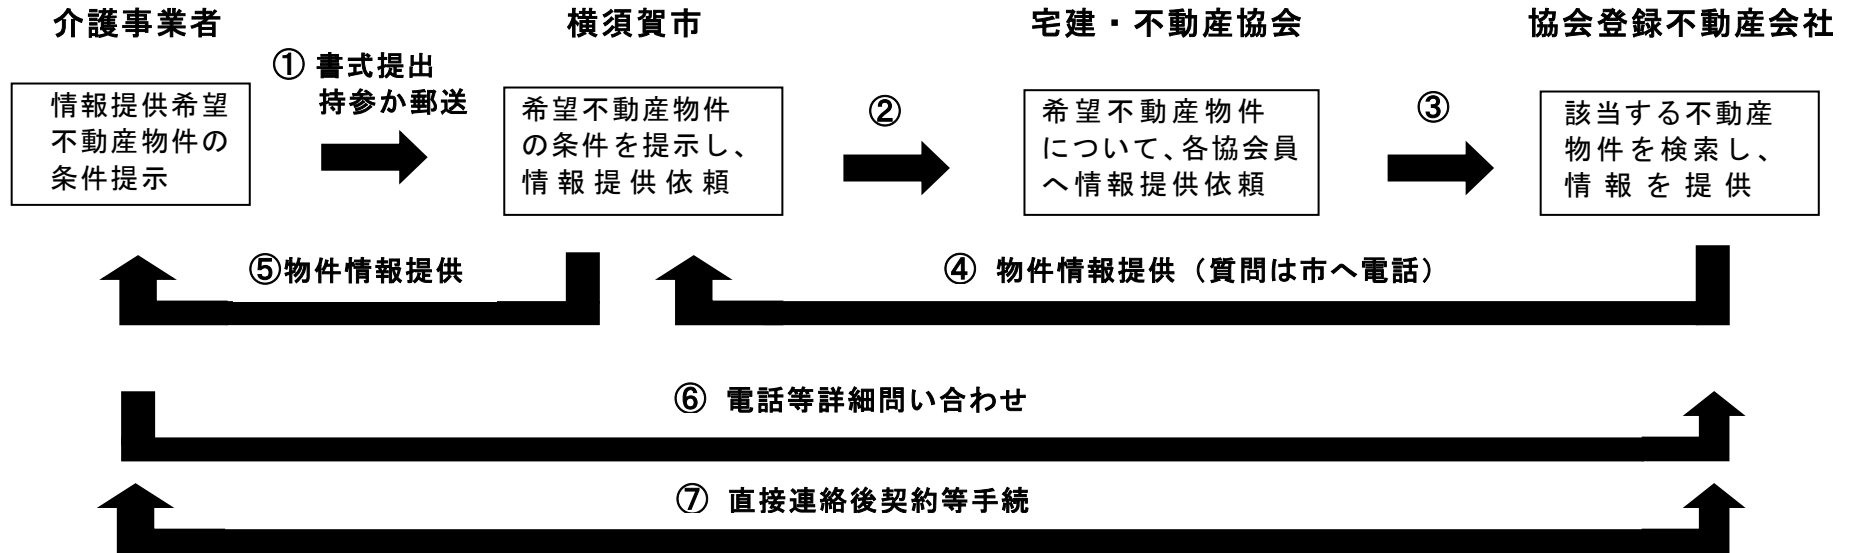 介護事業者
横須賀市
宅建・不動産協会
協会登録不動産会社
① 書式提出
持参か郵送
情報提供希望
不動産物件の
条件提示
希望不動産物件
の条件を提示し、
情報提供依頼
②
希望不動産物件
について、各協会員
へ情報提供依頼
③
該当する不動産
物件を検索し、
情報を提供
⑤物件情報提供
④ 物件情報提供（質問は市へ電話）
⑥ 電話等詳細問い合わせ
⑦ 直接連絡後契約等手続